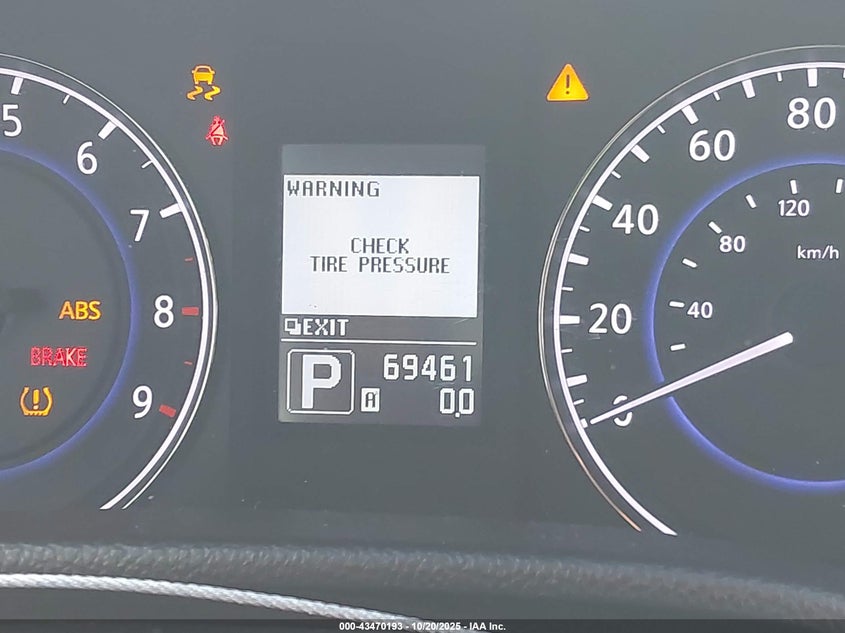 5
6
7
8
9
ABS
BRAKE
WARNING
CHECK
TIRE PRESSURE
EXIT
P
69461
A
0.0
0
20
40
60
80
40
80
120
km/h
000-43470193 - 10/20/2025 - IAA Inc.